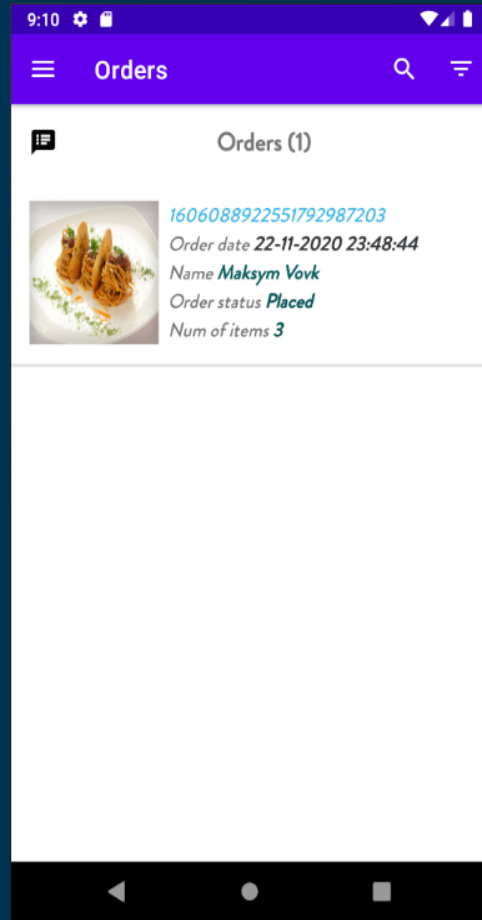 9:10
Orders
Orders (1)
1606088922551792987203
Order date 22-11-2020 23:48:44
Name Maksym Vovk
Order status Placed
Num of items 3